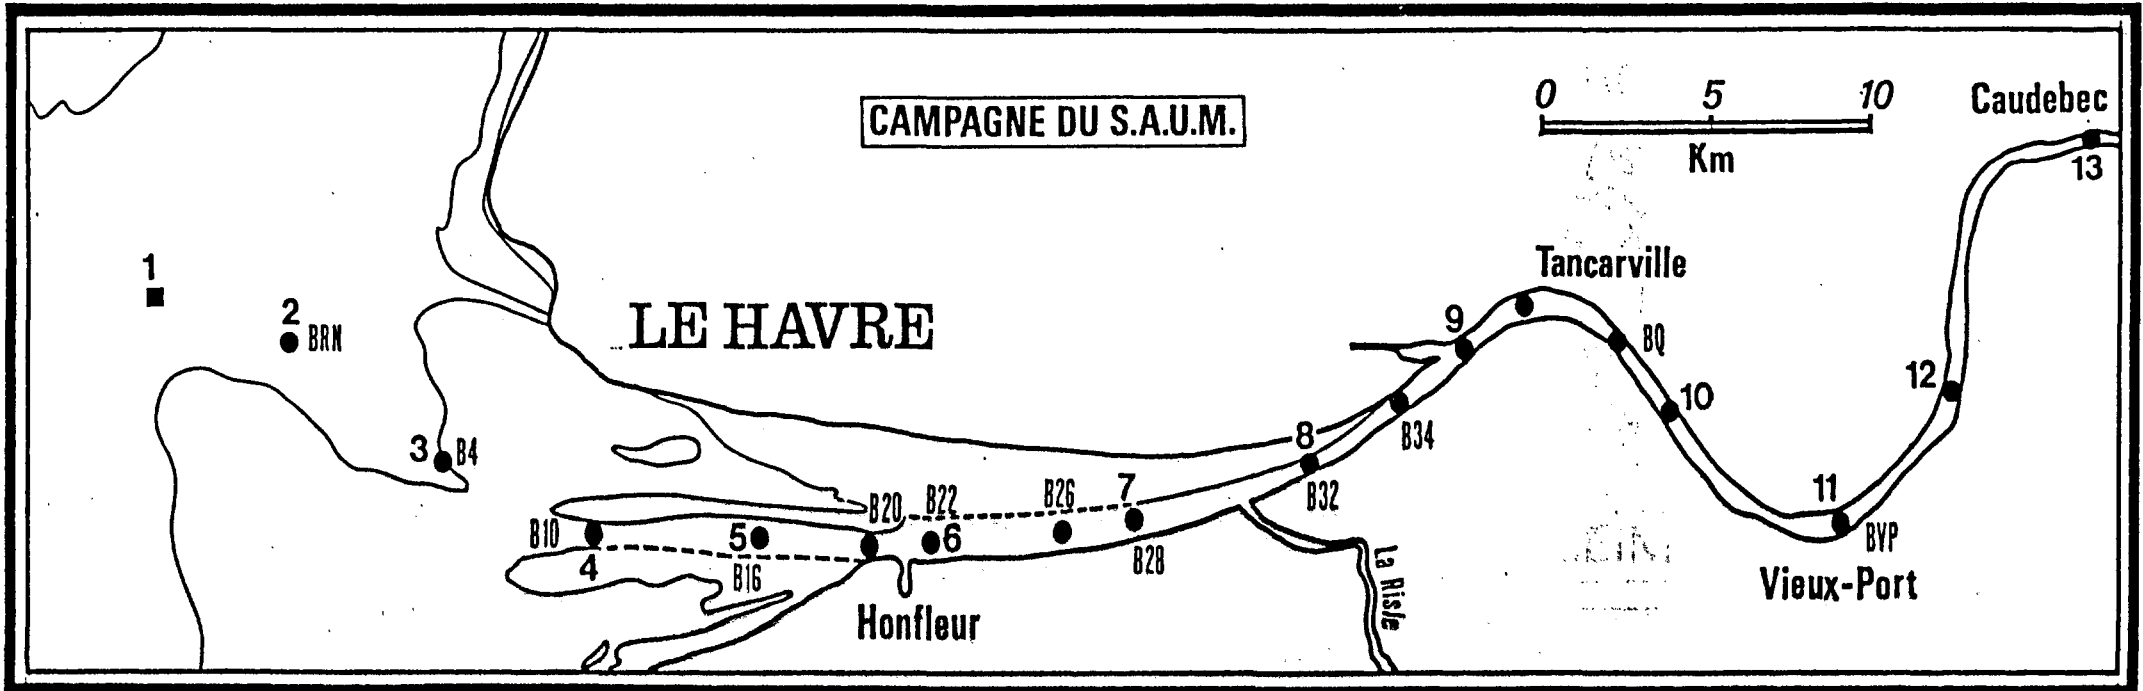 CAMPAGNE DU S.A.U.M.
0 5 10
Km
Caudebec
13
1
2
BRN
LE HAVRE
Tancarville
9
BQ
12
10
3
B4
8
B34
B32
7
B26
B22
B20
11
BVP
B10
4
5
B16
6
B28
La Risle
Vieux-Port
Honfleur